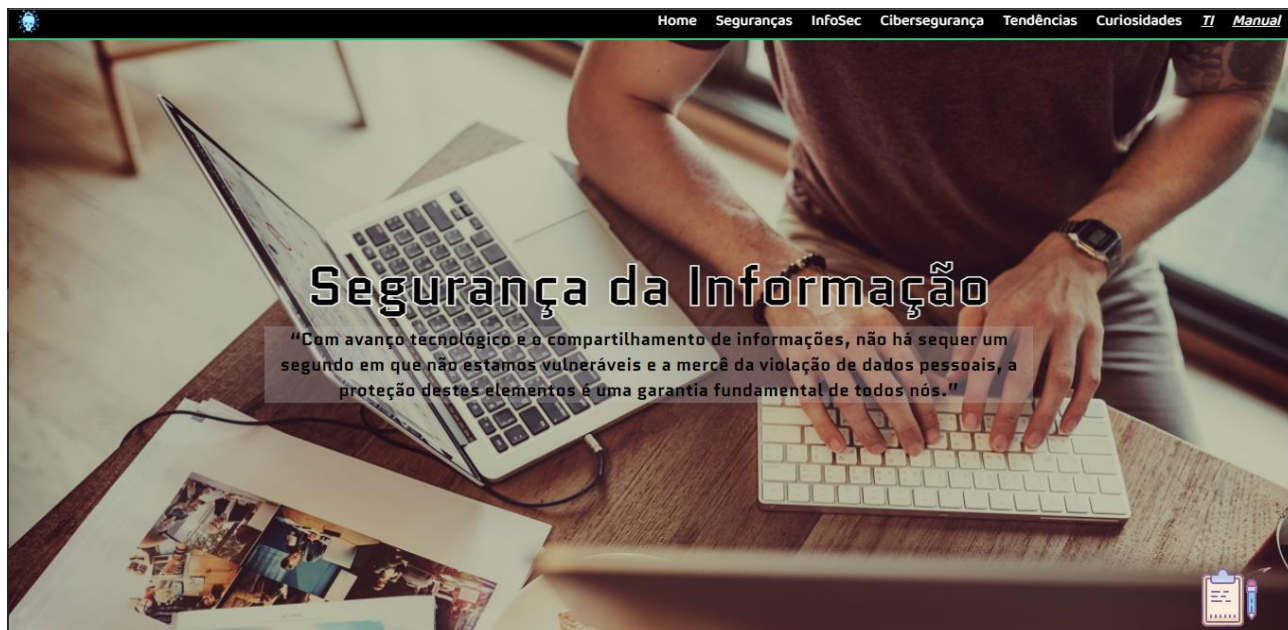 Home Seguranças InfoSec Cibersegurança Tendências Curiosidades TI Manual
Segurança da Informação
“Com avanço tecnológico e o compartilhamento de informações, não há sequer um
segundo em que não estamos vulneráveis e a mercê da violação de dados pessoais, a
proteção destes elementos é uma garantia fundamental de todos nós.”